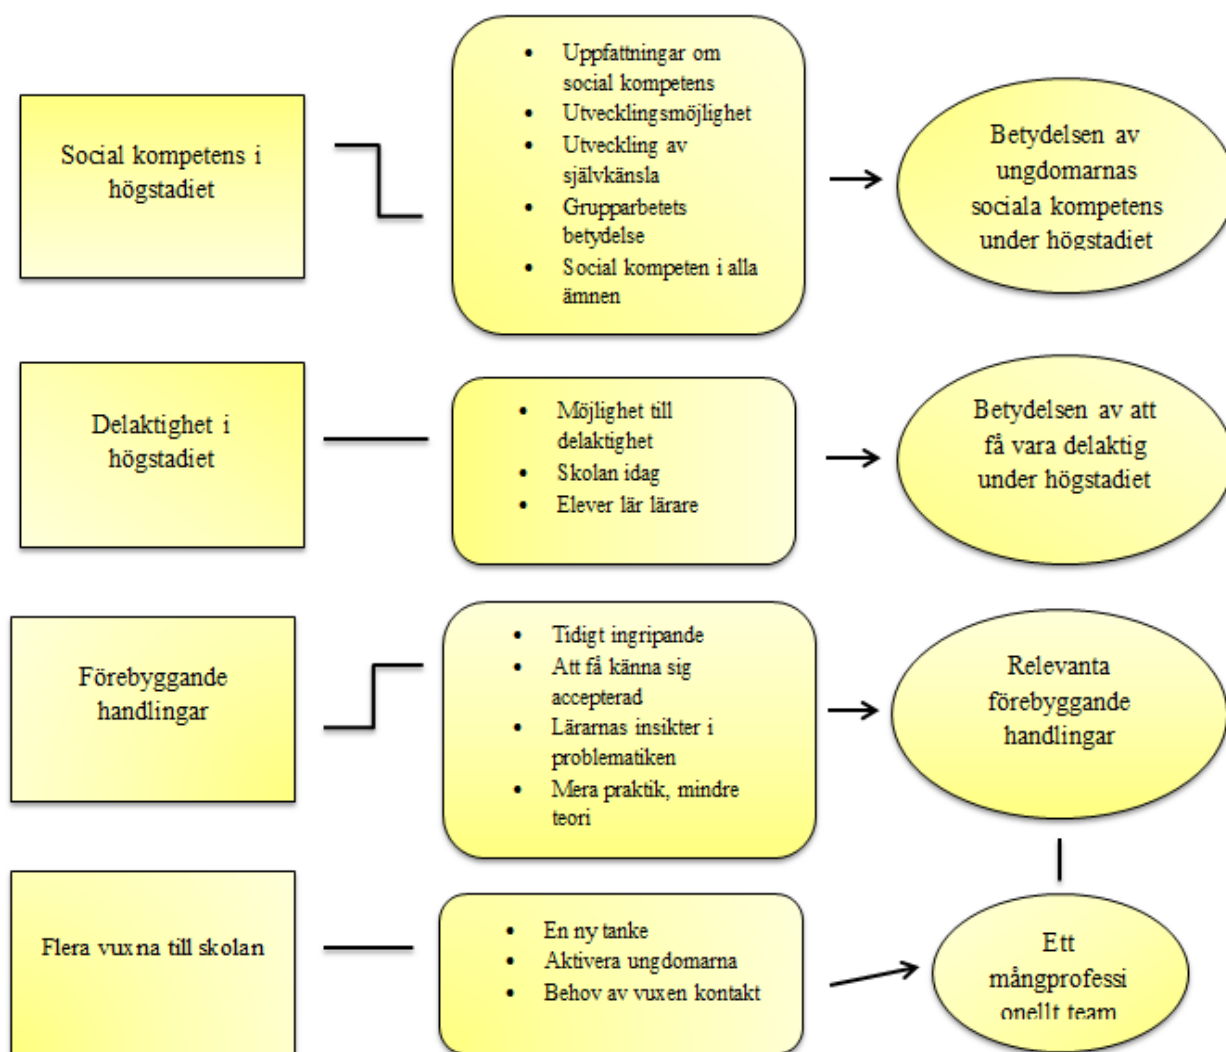 Social kompetens i
högstadiet
• Uppfattningar om
social kompetens
• Utvecklingsmöjlighet
• Utveckling av
självkänsla
• Grupparbetets
betydelse
• Social kompeten i alla
ämnen
Betydelsen av
ungdomarnas
sociala kompetens
under högstadiet
Delaktighet i
högstadiet
• Möjlighet till
delaktighet
• Skolan idag
• Elever lär lärare
Betydelsen av att
få vara delaktig
under högstadiet
Förebyggande
handlingar
• Tidigt ingripande
• Att få känna sig
accepterad
• Lärarnas insikter i
problematiken
• Mera praktik, mindre
teori
Relevanta
förebyggande
handlingar
Flera vuxna till skolan
• En ny tanke
• Aktivera ungdomarna
• Behov av vuxen kontakt
Ett
mångprofessi
onellt team